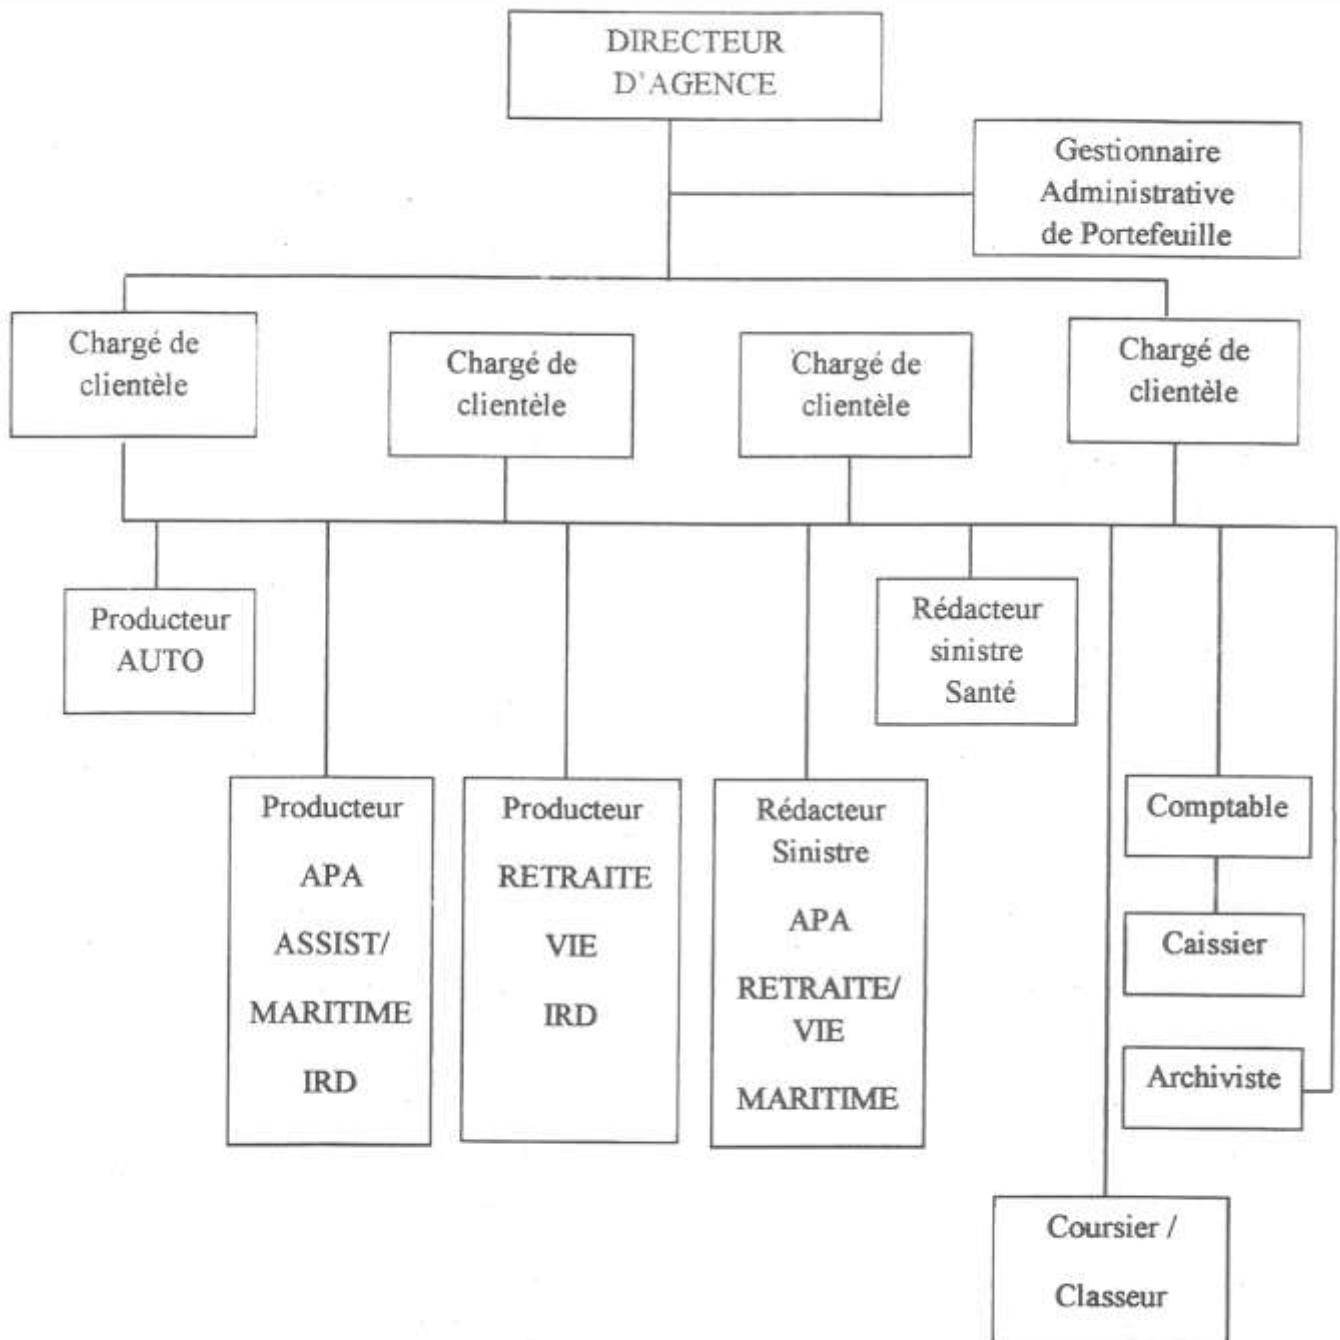 DIRECTEUR
D'AGENCE
Gestionnaire
Administrative
de Portefeuille
Chargé de
clientèle
Chargé de
clientèle
Chargé de
clientèle
Chargé de
clientèle
Producteur
AUTO
Rédacteur
sinistre
Santé
Producteur
APA
ASSIST/
MARITIME
IRD
Producteur
RETRAITE
VIE
IRD
Rédacteur
Sinistre
APA
RETRAITE/
VIE
MARITIME
Comptable
Caissier
Archiviste
Coursier /
Classeur